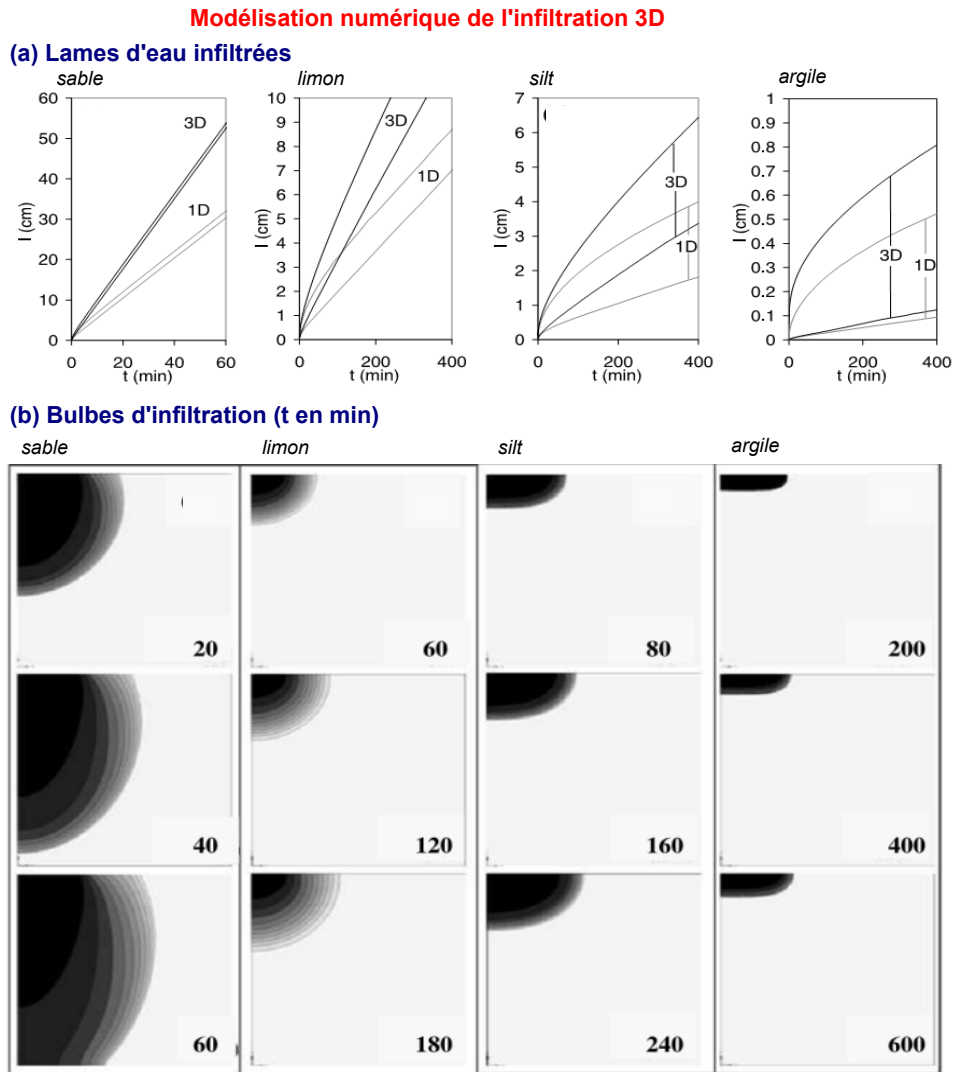 Modélisation numérique de l'infiltration 3D
(a) Lames d'eau infiltrées
sable limon silt argile
60
50
40
30
20
10
0
I (cm)
3D
1D
0 20 40 60
t (min)
10
9
8
7
6
5
4
3
2
1
0
I (cm)
3D
1D
0 200 400
t (min)
7
6
5
4
3
2
1
0
I (cm)
3D
1D
0 200 400
t (min)
1
0.9
0.8
0.7
0.6
0.5
0.4
0.3
0.2
0.1
0
I (cm)
3D
1D
0 200 400
t (min)
(b) Bulbes d'infiltration (t en min)
sable limon silt argile
20 60 80 200
40 120 160 400
60 180 240 600